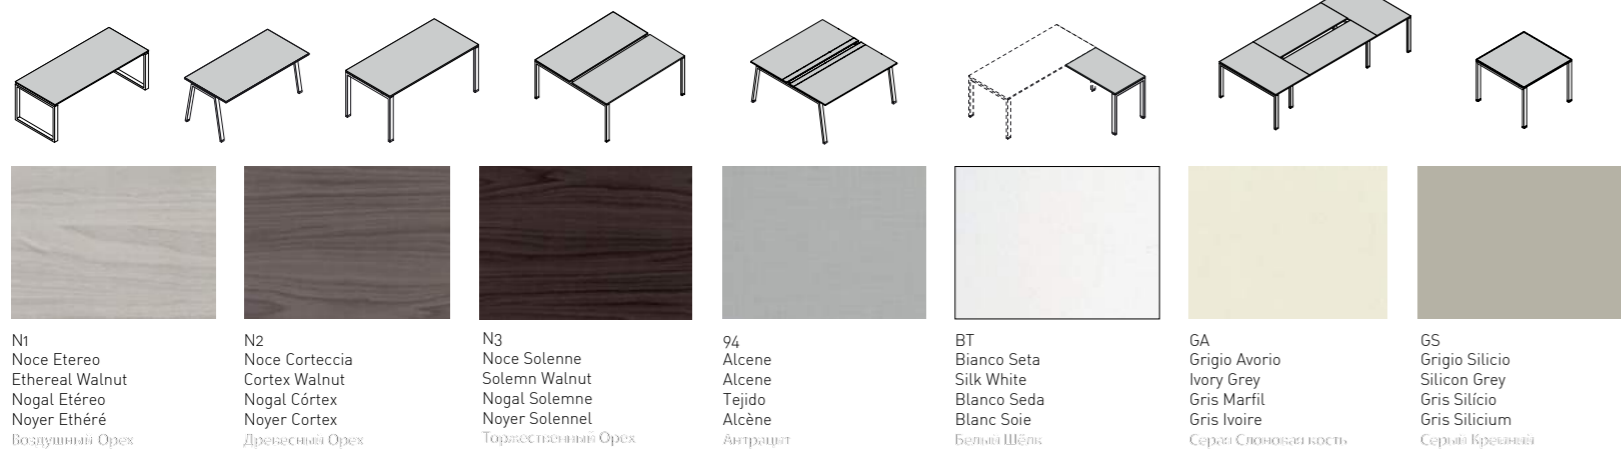 N1
Noce Etereo
Ethereal Walnut
Nogal Etéreo
Noyer Ethéré
Воздушный Орех
N2
Noce Corteccia
Cortex Walnut
Nogal Córtex
Noyer Cortex
Древесный Орех
N3
Noce Solenne
Solemn Walnut
Nogal Solemne
Noyer Solennel
Торжественный Орех
94
Alcene
Alcene
Tejido
Alcène
Антрацит
BT
Bianco Seta
Silk White
Blanco Seda
Blanc Soie
Белый Шёлк
GA
Grigio Avorio
Ivory Grey
Gris Marfil
Gris Ivoire
Серая Слоновая кость
GS
Grigio Silicio
Silicon Grey
Gris Silício
Gris Silicium
Серый Кремний